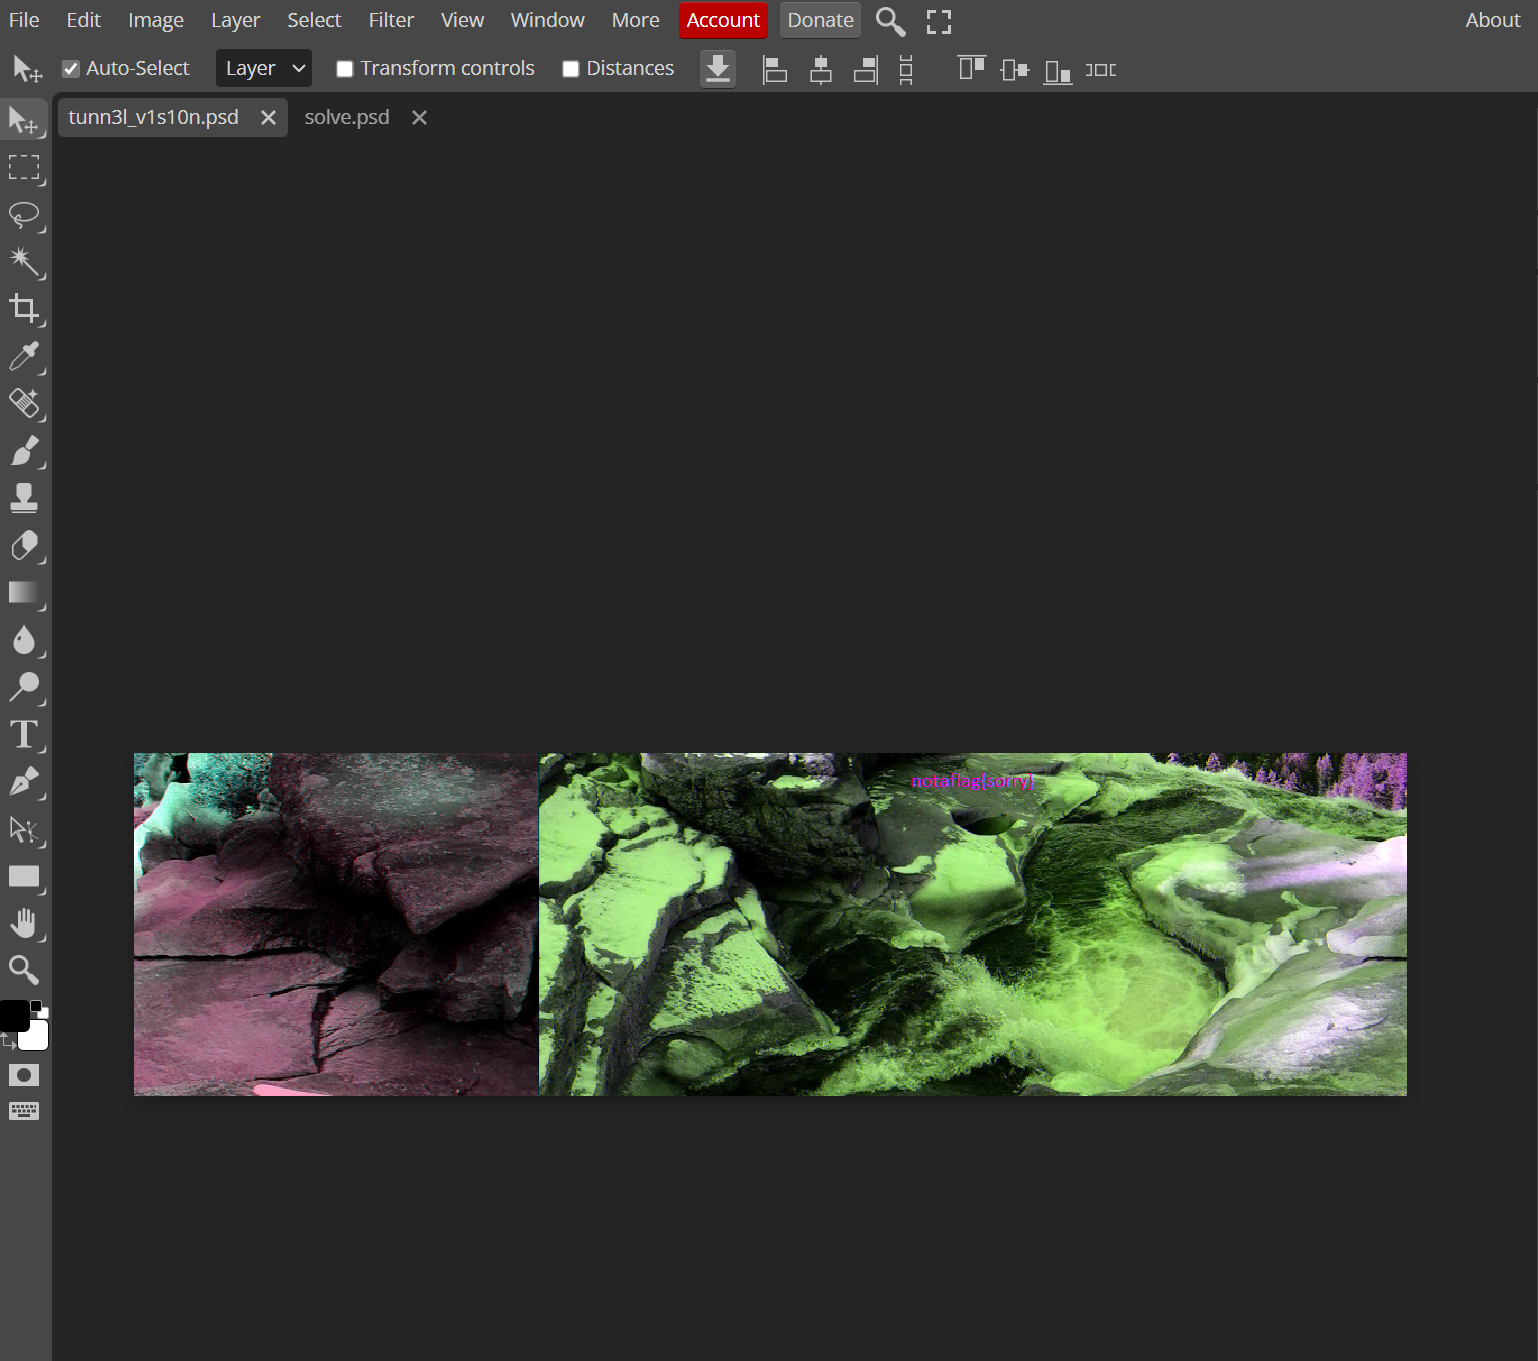 File Edit Image Layer Select Filter View Window More Account Donate About
Auto-Select Layer Transform controls Distances
tunn3l_v1s10n.psd solve.psd
notaflag{sorry}